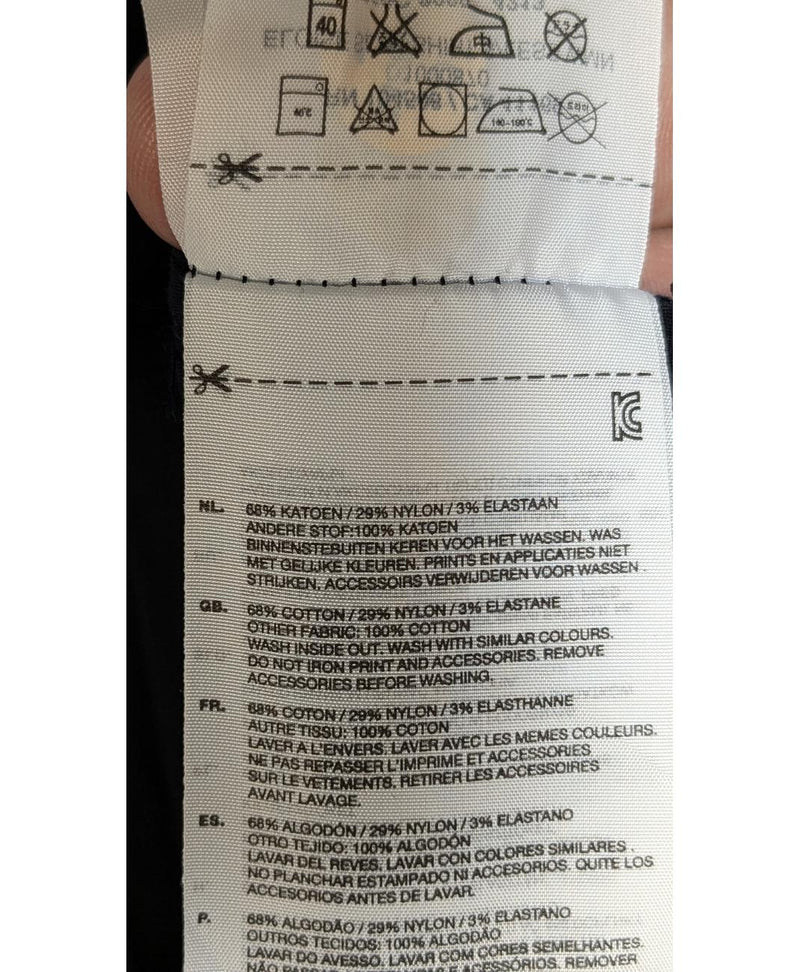 40
140-160°C
NL. 68% KATOEN / 29% NYLON / 3% ELASTAAN
ANDERE STOF:100% KATOEN
BINNENSTEBUITEN KEREN VOOR HET WASSEN. WAS
MET GELIJKE KLEUREN. PRINTS EN APPLICATIES NIET
STRIJKEN. ACCESSOIRS VERWIJDEREN VOOR WASSEN .
GB. 68% COTTON / 29% NYLON / 3% ELASTANE
OTHER FABRIC: 100% COTTON
WASH INSIDE OUT. WASH WITH SIMILAR COLOURS.
DO NOT IRON PRINT AND ACCESSORIES. REMOVE
ACCESSORIES BEFORE WASHING.
FR. 68% COTON / 29% NYLON / 3% ELASTHANNE
AUTRE TISSU: 100% COTON
LAVER A L'ENVERS. LAVER AVEC LES MEMES COULEURS.
NE PAS REPASSER L'IMPRIME ET ACCESSORIES
SUR LE VETEMENTS. RETIRER LES ACCESSOIRES
AVANT LAVAGE.
ES. 68% ALGODÓN / 29% NYLON / 3% ELASTANO
OTRO TEJIDO: 100% ALGODÓN
LAVAR DEL REVES. LAVAR CON COLORES SIMILARES .
NO PLANCHAR ESTAMPADO NI ACCESORIOS. QUITE LOS
ACCESORIOS ANTES DE LAVAR.
P. 68% ALGODÃO / 29% NYLON / 3% ELASTANO
OUTROS TECIDOS: 100% ALGODÃO
LAVAR DO AVESSO. LAVAR COM CORES SEMELHANTES.
NÃO ACESSÓRIOS. REMOVER